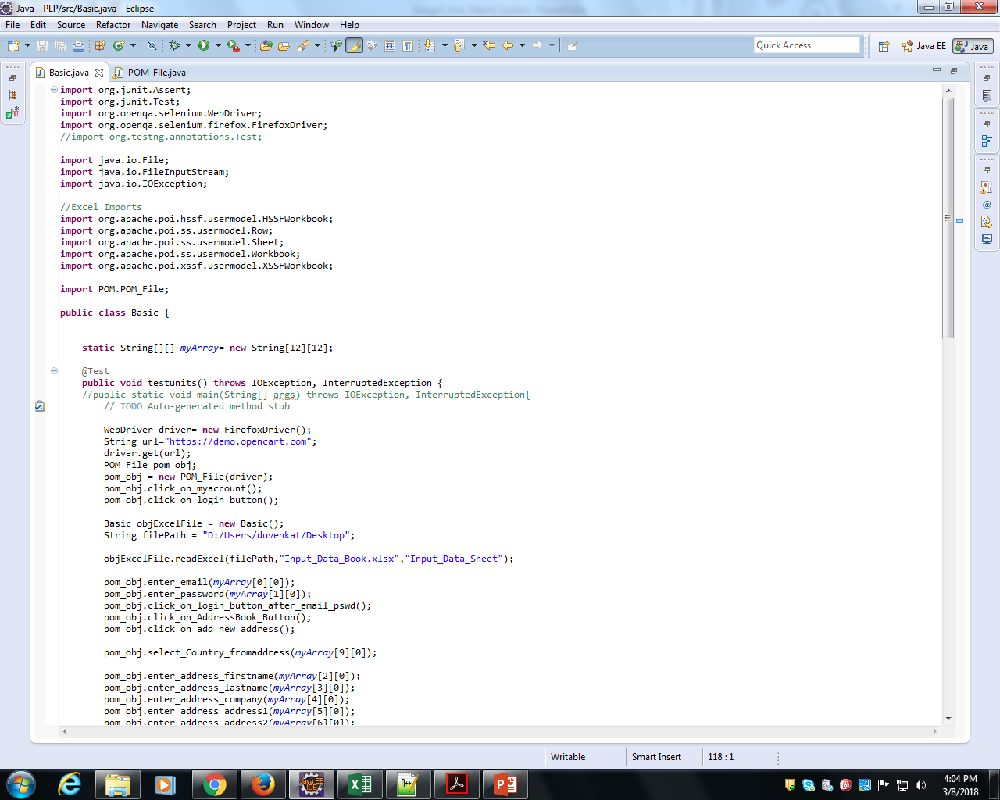 Java - PLP/src/Basic.java - Eclipse
File Edit Source Refactor Navigate Search Project Run Window Help
Quick Access
Java EE
Java
Basic.java
POM_File.java
import org.junit.Assert;
import org.junit.Test;
import org.openqa.selenium.WebDriver;
import org.openqa.selenium.firefox.FirefoxDriver;
//import org.testng.annotations.Test;
import java.io.File;
import java.io.FileInputStream;
import java.io.IOException;
//Excel Imports
import org.apache.poi.hssf.usermodel.HSSFWorkbook;
import org.apache.poi.ss.usermodel.Row;
import org.apache.poi.ss.usermodel.Sheet;
import org.apache.poi.ss.usermodel.Workbook;
import org.apache.poi.xssf.usermodel.XSSFWorkbook;
import POM.POM_File;
public class Basic {
static String[][] myArray= new String[12][12];
@Test
public void testunits() throws IOException, InterruptedException {
//public static void main(String[] args) throws IOException, InterruptedException{
// TODO Auto-generated method stub
WebDriver driver= new FirefoxDriver();
String url="https://demo.opencart.com";
driver.get(url);
POM_File pom_obj;
pom_obj = new POM_File(driver);
pom_obj.click_on_myaccount();
pom_obj.click_on_login_button();
Basic objExcelFile = new Basic();
String filePath = "D:/Users/duvenkat/Desktop";
objExcelFile.readExcel(filePath,"Input_Data_Book.xlsx","Input_Data_Sheet");
pom_obj.enter_email(myArray[0][0]);
pom_obj.enter_password(myArray[1][0]);
pom_obj.click_on_login_button_after_email_pswd();
pom_obj.click_on_AddressBook_Button();
pom_obj.click_on_add_new_address();
pom_obj.select_Country_fromaddress(myArray[9][0]);
pom_obj.enter_address_firstname(myArray[2][0]);
pom_obj.enter_address_lastname(myArray[3][0]);
pom_obj.enter_address_company(myArray[4][0]);
pom_obj.enter_address_address1(myArray[5][0]);
pom_obj.enter_address_address2(myArray[6][0]);
Writable
Smart Insert
118 : 1
4:04 PM
3/8/2018